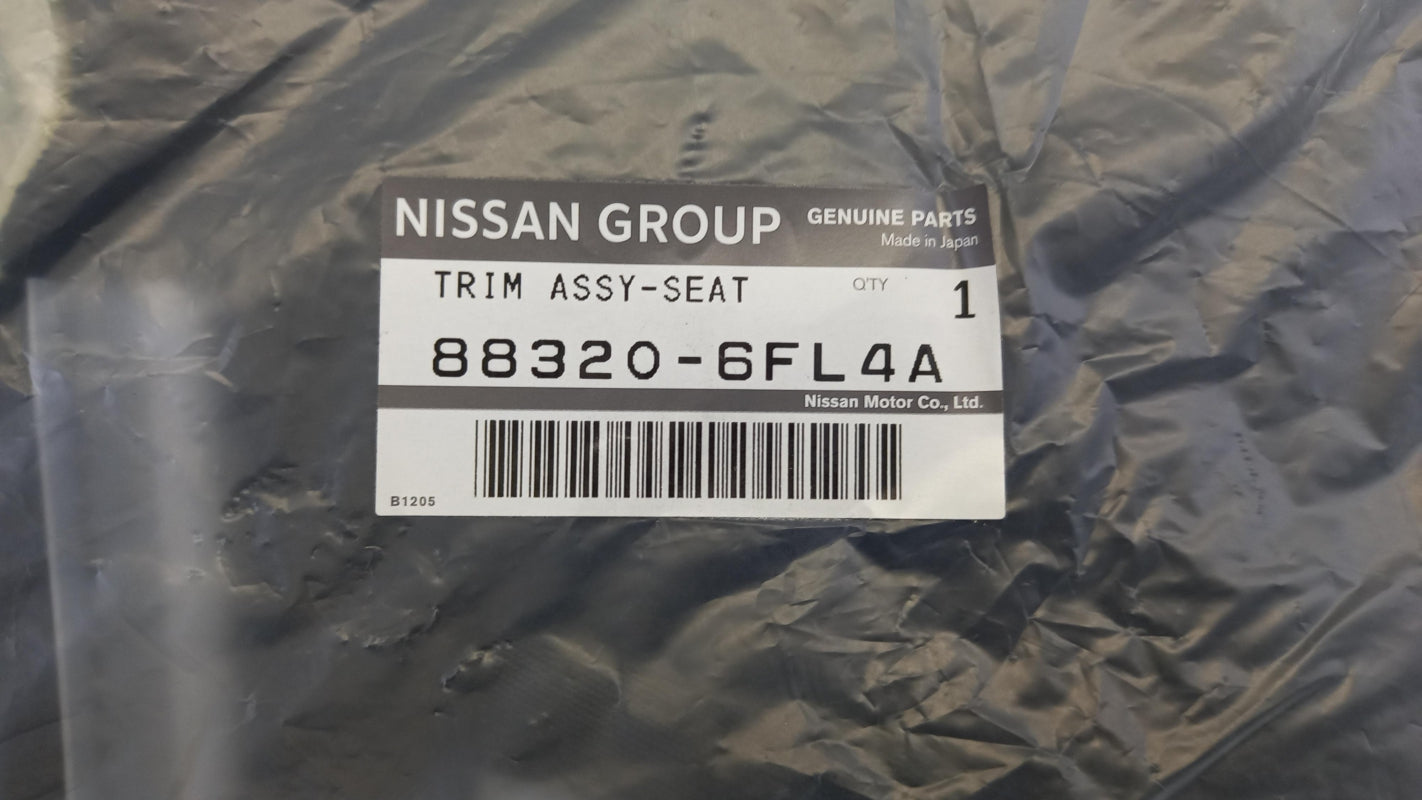 NISSAN GROUP GENUINE PARTS
Made in Japan
TRIM ASSY-SEAT Q'TY 1
88320-6FL4A
Nissan Motor Co., Ltd.
B1205